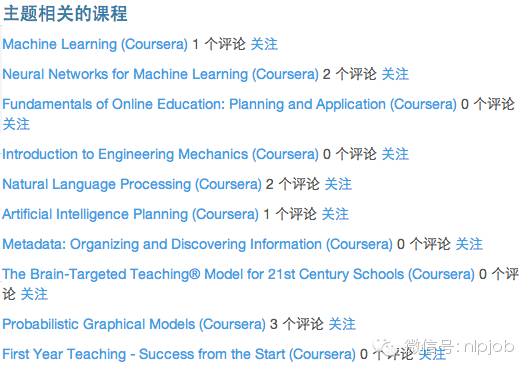 主题相关的课程
Machine Learning (Coursera) 1 个评论 关注
Neural Networks for Machine Learning (Coursera) 2 个评论 关注
Fundamentals of Online Education: Planning and Application (Coursera) 0 个评论
关注
Introduction to Engineering Mechanics (Coursera) 0 个评论 关注
Natural Language Processing (Coursera) 2 个评论 关注
Artificial Intelligence Planning (Coursera) 1 个评论 关注
Metadata: Organizing and Discovering Information (Coursera) 0 个评论 关注
The Brain-Targeted Teaching® Model for 21st Century Schools (Coursera) 0 个评
论 关注
Probabilistic Graphical Models (Coursera) 3 个评论 关注
First Year Teaching - Success from the Start (Coursera) 0 个评论 关注
微信号: nlpjob